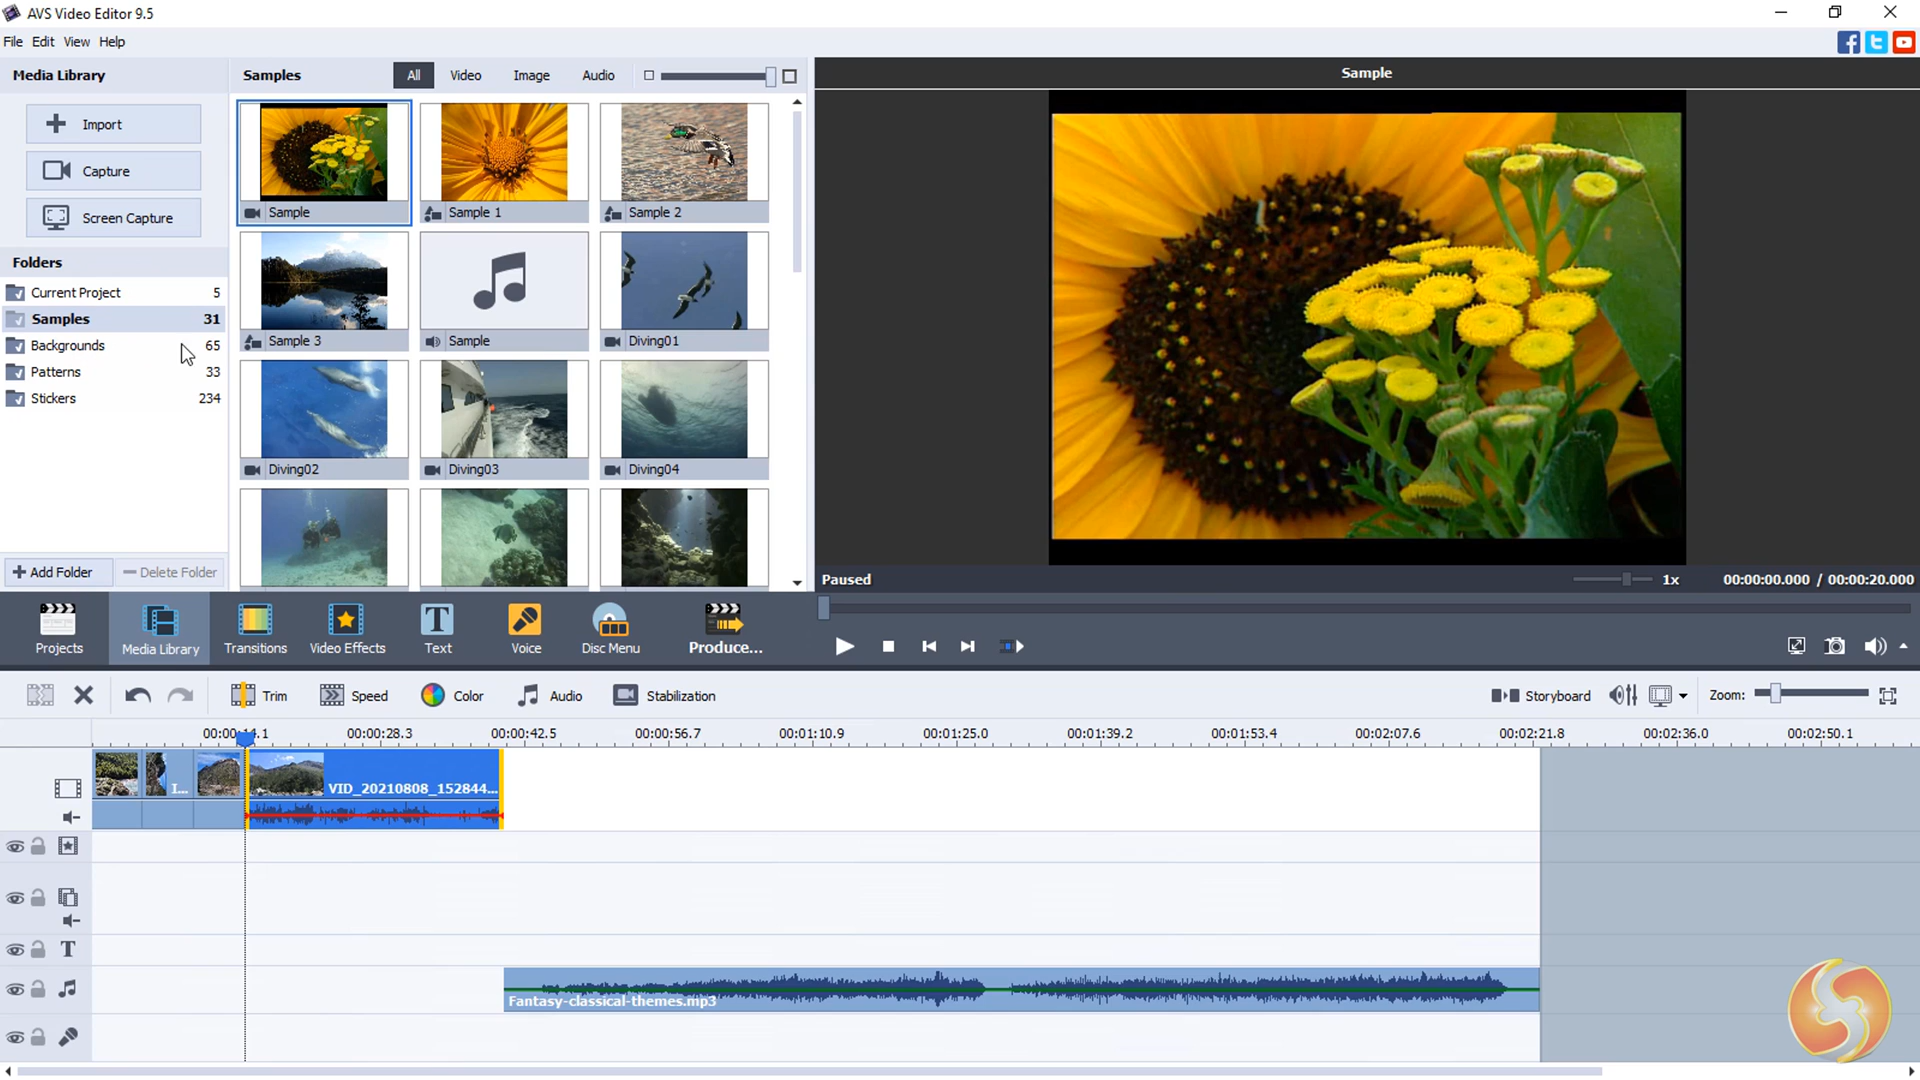 AVS Video Editor 9.5
File Edit View Help
Media Library
Samples All Video Image Audio
Sample
Import
Capture
Screen Capture
Folders
Current Project 5
Samples 31
Backgrounds 65
Patterns 33
Stickers 234
Add Folder Delete Folder
Sample Sample 1 Sample 2
Sample 3 Sample Diving01
Diving02 Diving03 Diving04
Paused 1x 00:00:00.000 / 00:00:20.000
Projects Media Library Transitions Video Effects Text Voice Disc Menu Produce...
Trim Speed Color Audio Stabilization Storyboard Zoom:
00:00:28.3 00:00:42.5 00:00:56.7 00:01:10.9 00:01:25.0 00:01:39.2 00:01:53.4 00:02:07.6 00:02:21.8 00:02:36.0 00:02:50.1
I... VID_20210808_152844...
T
Fantasy-classical-themes.mp3